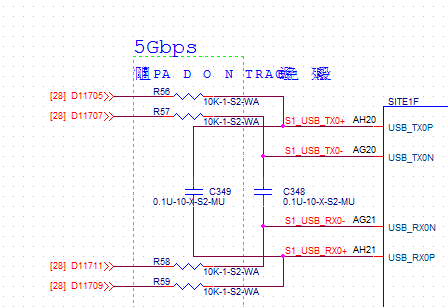 5Gbps
PAD ON TRAC
[28] D11705
R56
10K-1-S2-WA
SITE1F
[28] D11707
R57
10K-1-S2-WA
S1_USB_TX0+
AH20
USB_TX0P
S1_USB_TX0-
AG20
USB_TX0N
C349
0.1U-10-X-S2-MU
C348
0.1U-10-X-S2-MU
S1_USB_RX0-
AG21
USB_RX0N
S1_USB_RX0+
AH21
USB_RX0P
[28] D11711
R58
10K-1-S2-WA
[28] D11709
R59
10K-1-S2-WA